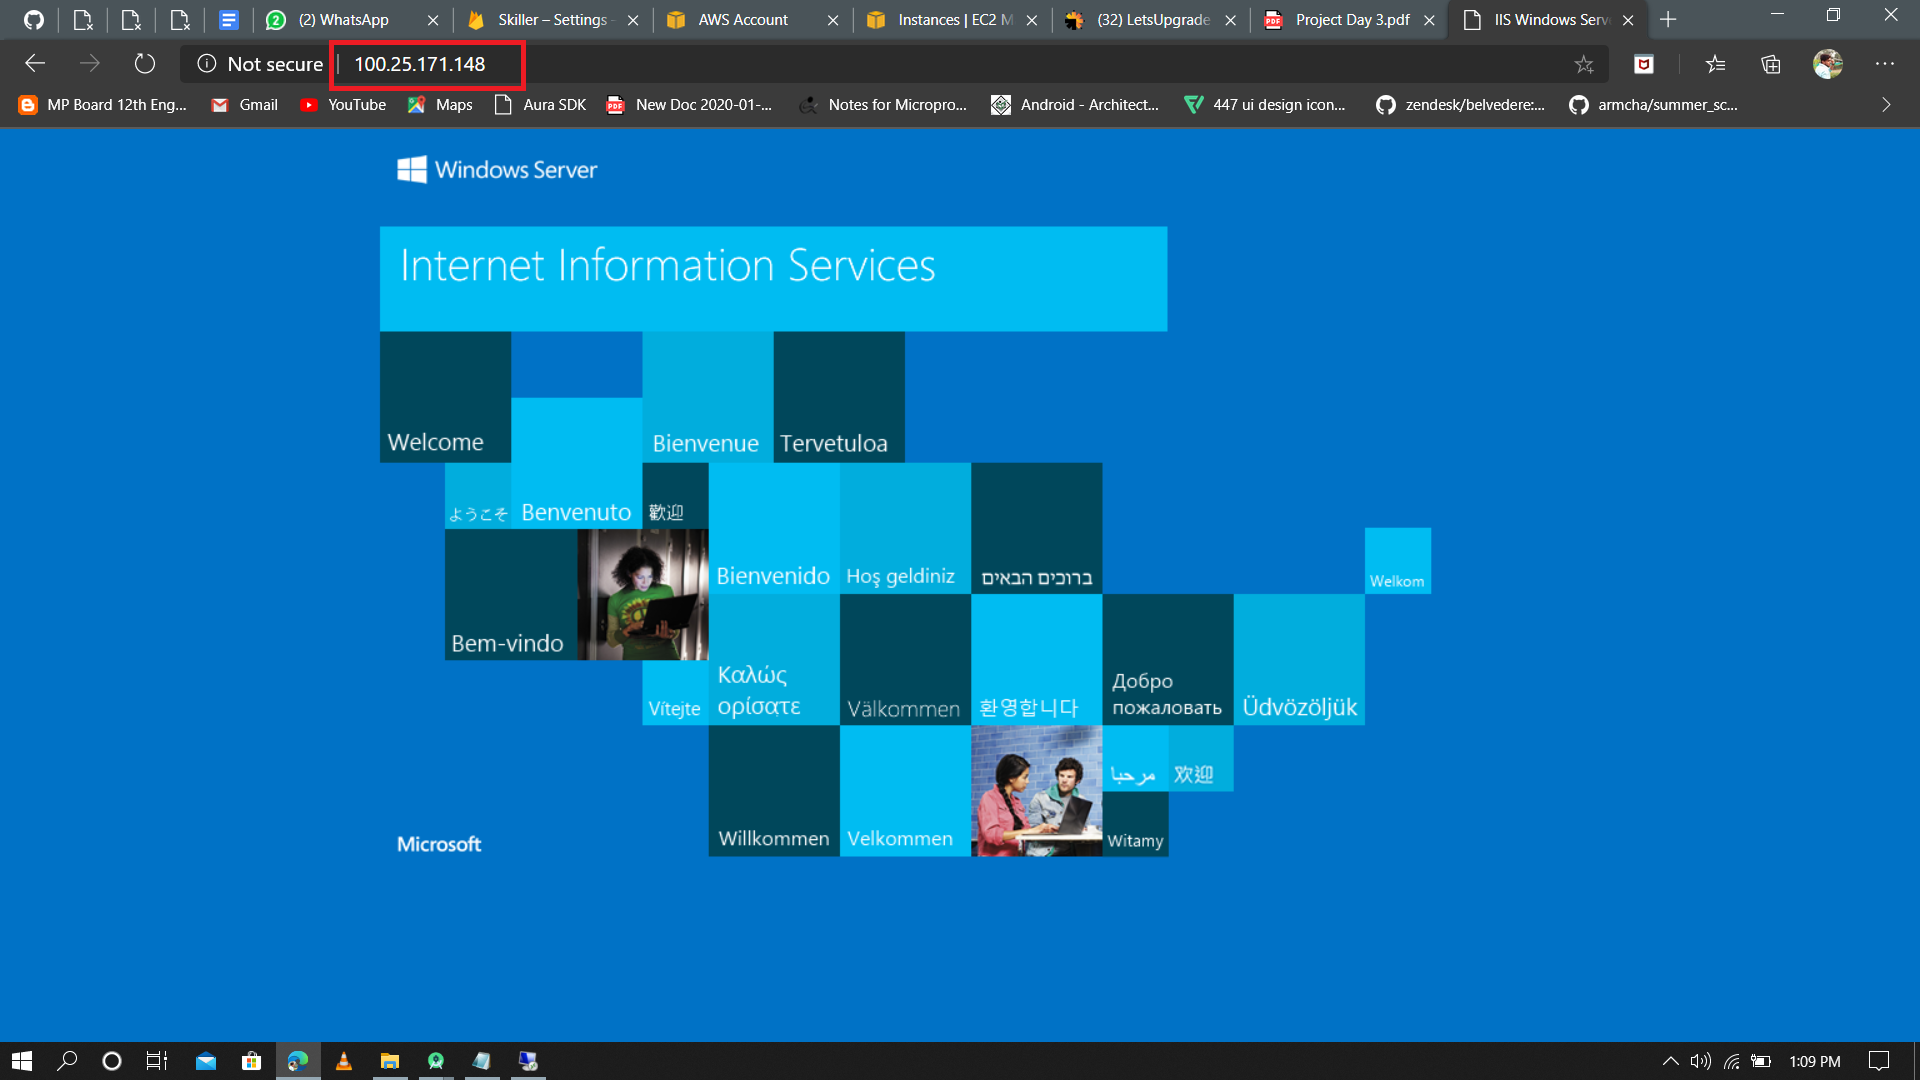 (2) WhatsApp
Skiller – Settings -
AWS Account
Instances | EC2 M
(32) LetsUpgrade
Project Day 3.pdf
IIS Windows Serv
Not secure | 100.25.171.148
MP Board 12th Eng...
Gmail
YouTube
Maps
Aura SDK
New Doc 2020-01-...
Notes for Micropro...
Android - Architect...
447 ui design icon...
zendesk/belvedere:...
armcha/summer_sc...
Windows Server
Internet Information Services
Welcome
Bienvenue
Tervetuloa
ようこそ
Benvenuto
歡迎
Bienvenido
Hoş geldiniz
ברוכים הבאים
Welkom
Bem-vindo
Vítejte
Καλώς
ορίσατε
Välkommen
환영합니다
Добро
пожаловать
Üdvözöljük
مرحبا
欢迎
Willkommen
Velkommen
Witamy
Microsoft
1:09 PM